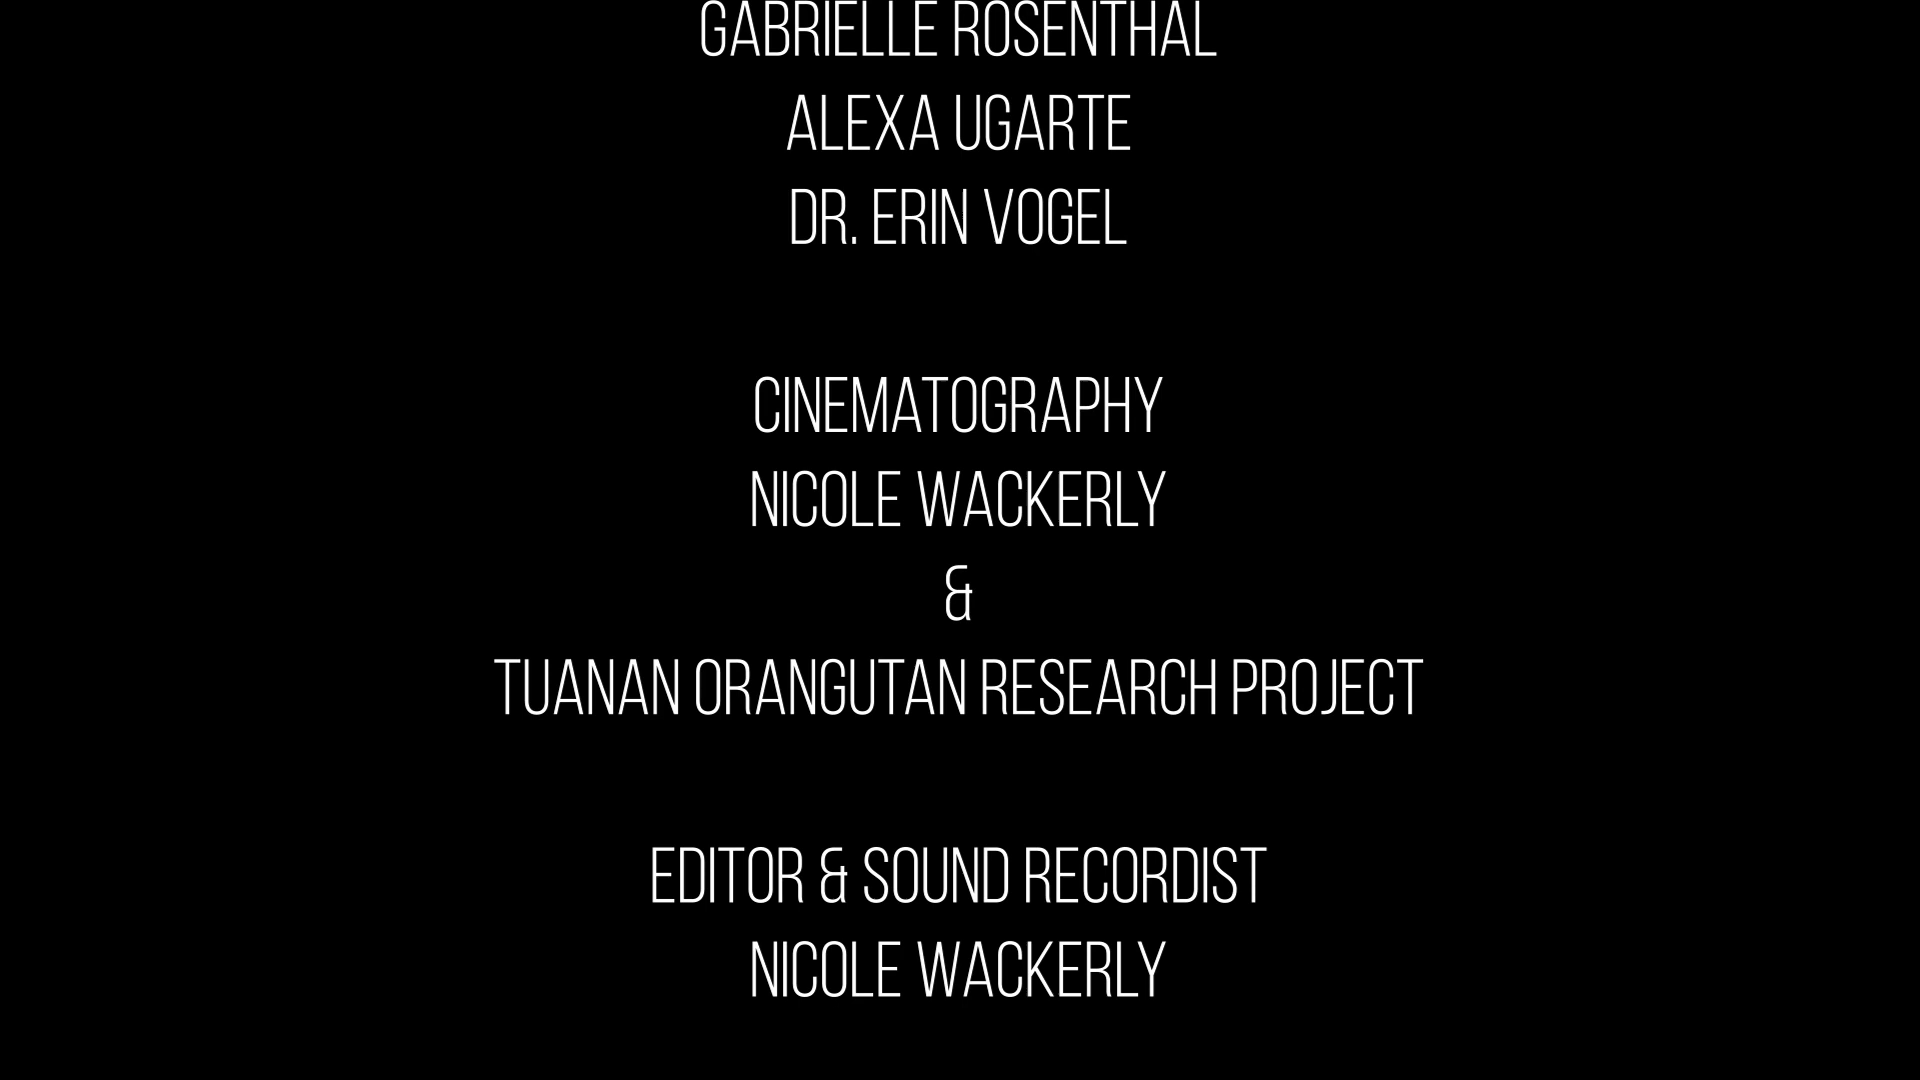 GABRIELLE ROSENTHAL
ALEXA UGARTE
DR. ERIN VOGEL
CINEMATOGRAPHY
NICOLE WACKERLY
&
TUANAN ORANGUTAN RESEARCH PROJECT
EDITOR & SOUND RECORDIST
NICOLE WACKERLY